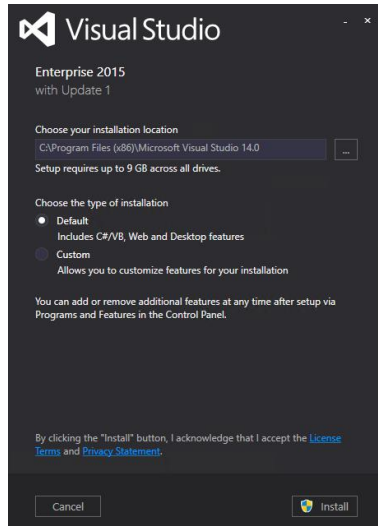 Visual Studio
Enterprise 2015
with Update 1
Choose your installation location
C:\Program Files (x86)\Microsoft Visual Studio 14.0
...
Setup requires up to 9 GB across all drives.
Choose the type of installation
Default
Includes C#/VB, Web and Desktop features
Custom
Allows you to customize features for your installation
You can add or remove additional features at any time after setup via
Programs and Features in the Control Panel.
By clicking the "Install" button, I acknowledge that I accept the License
Terms and Privacy Statement.
Cancel
Install